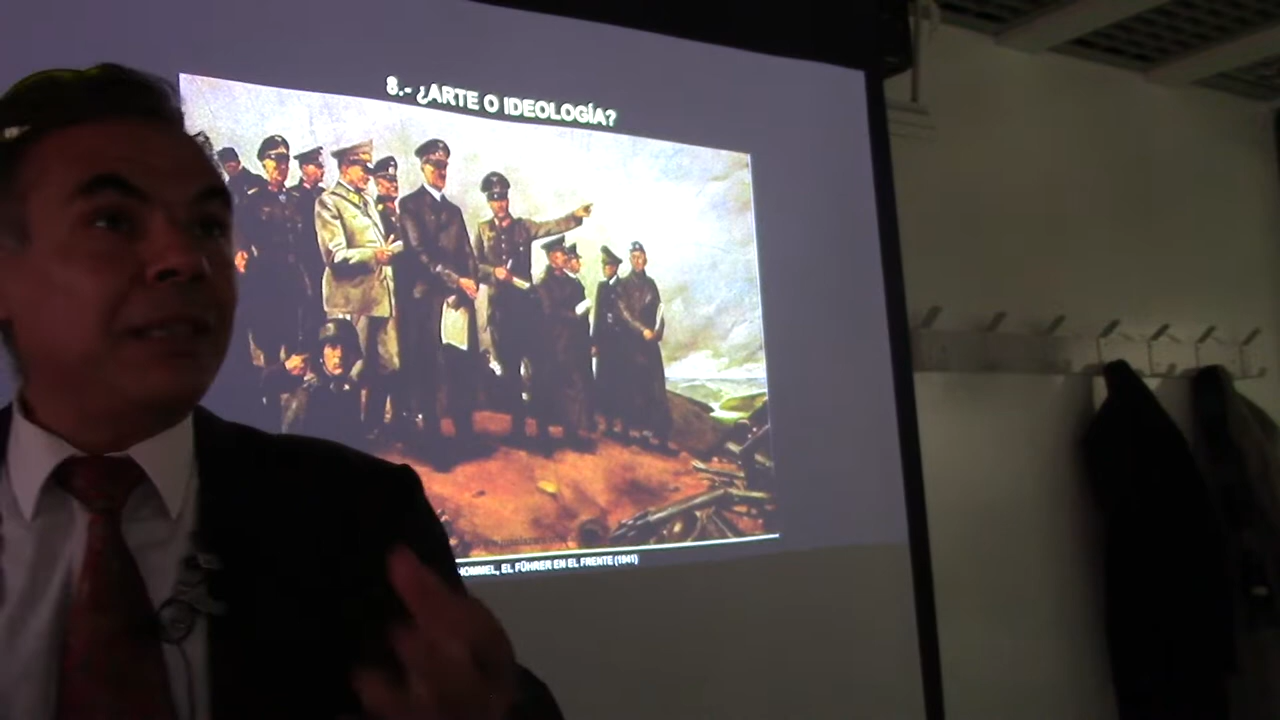 8.- ¿ARTE O IDEOLOGÍA?
HOMMEL, EL FÜHRER EN EL FRENTE (1941)